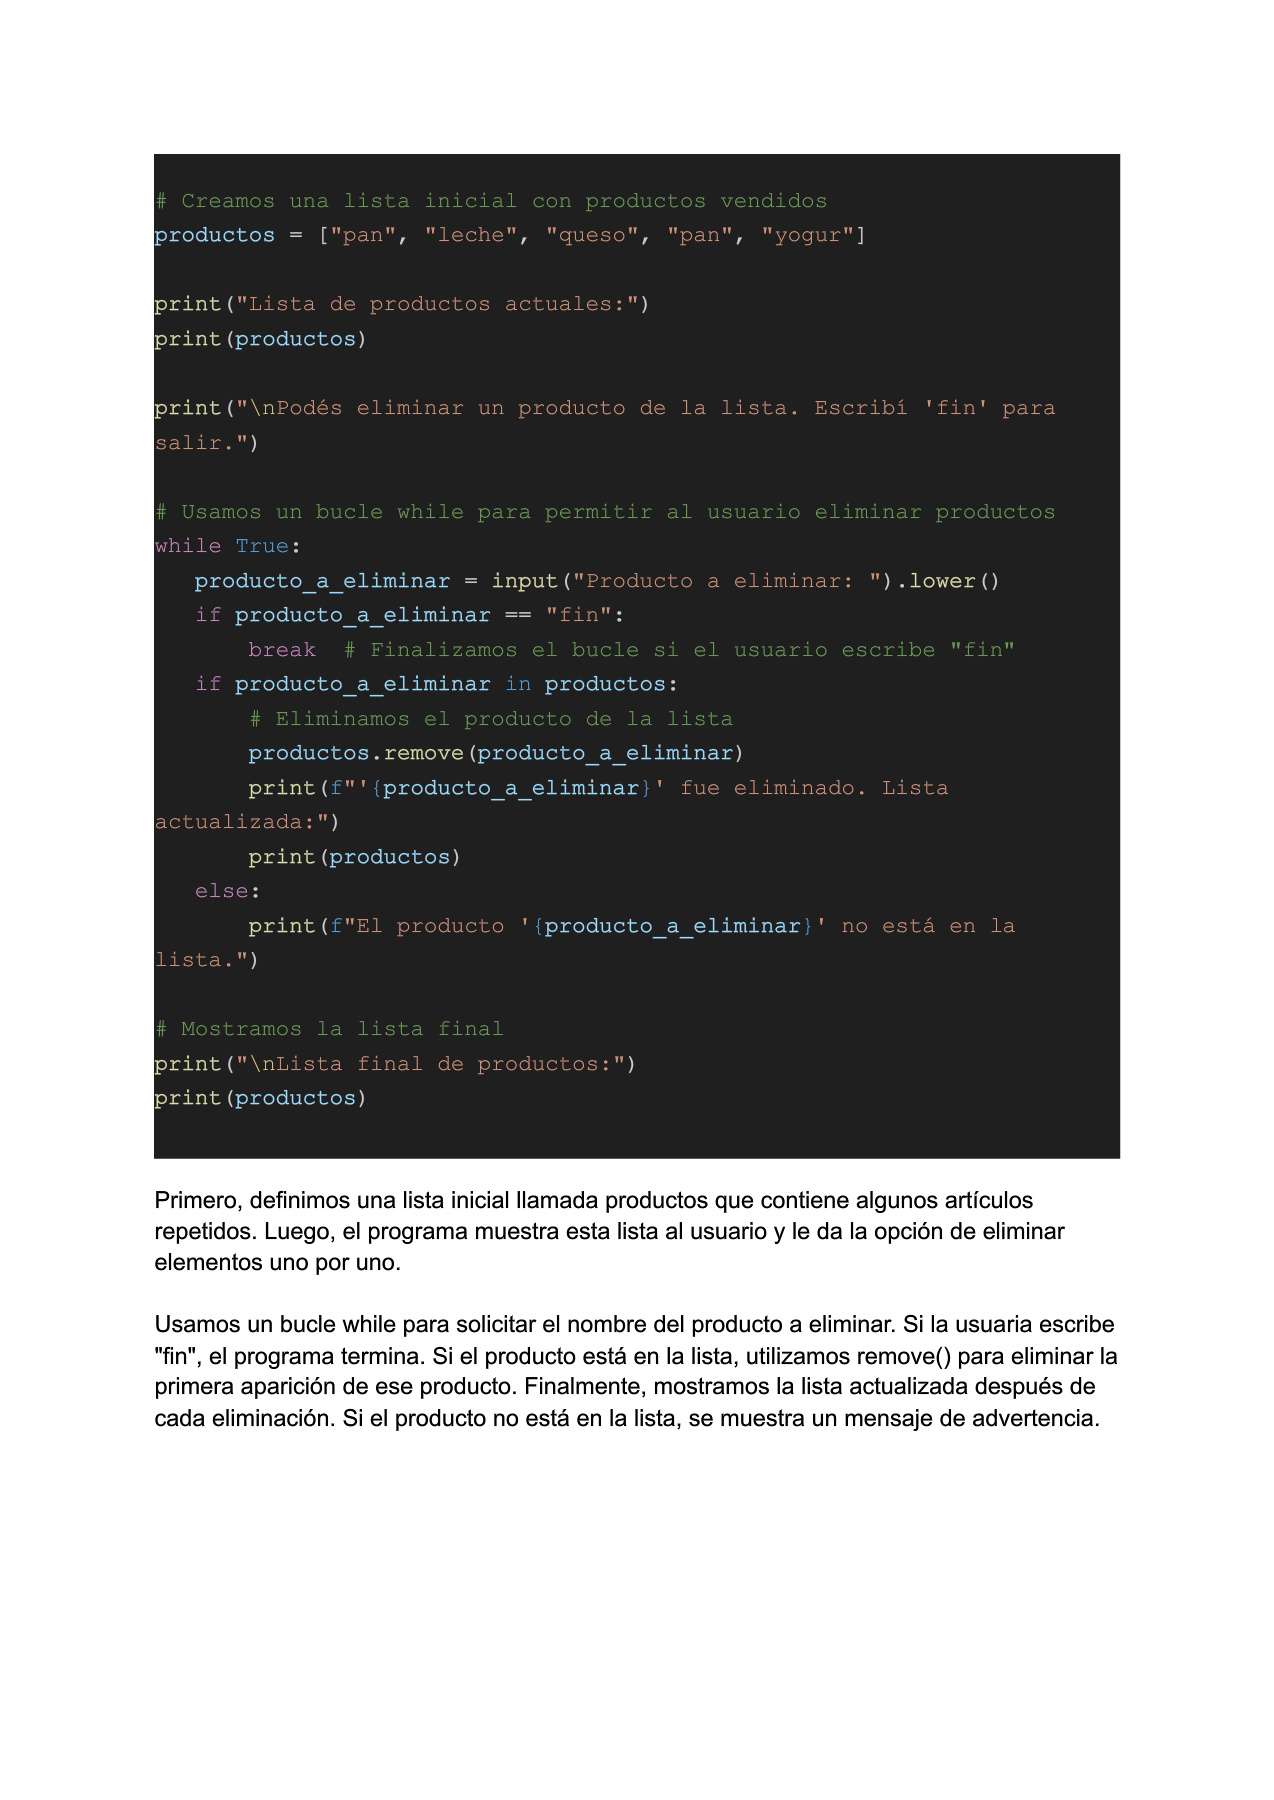 # Creamos una lista inicial con productos vendidos
productos = ["pan", "leche", "queso", "pan", "yogur"]
print("Lista de productos actuales:")
print(productos)
print("\nPodés eliminar un producto de la lista. Escribí 'fin' para
salir.")
# Usamos un bucle while para permitir al usuario eliminar productos
while True:
   producto_a_eliminar = input("Producto a eliminar: ").lower()
   if producto_a_eliminar == "fin":
       break  # Finalizamos el bucle si el usuario escribe "fin"
   if producto_a_eliminar in productos:
       # Eliminamos el producto de la lista
       productos.remove(producto_a_eliminar)
       print(f"'{producto_a_eliminar}' fue eliminado. Lista
actualizada:")
       print(productos)
   else:
       print(f"El producto '{producto_a_eliminar}' no está en la
lista.")
# Mostramos la lista final
print("\nLista final de productos:")
print(productos)
Primero, definimos una lista inicial llamada productos que contiene algunos artículos
repetidos. Luego, el programa muestra esta lista al usuario y le da la opción de eliminar
elementos uno por uno.
Usamos un bucle while para solicitar el nombre del producto a eliminar. Si la usuaria escribe
"fin", el programa termina. Si el producto está en la lista, utilizamos remove() para eliminar la
primera aparición de ese producto. Finalmente, mostramos la lista actualizada después de
cada eliminación. Si el producto no está en la lista, se muestra un mensaje de advertencia.